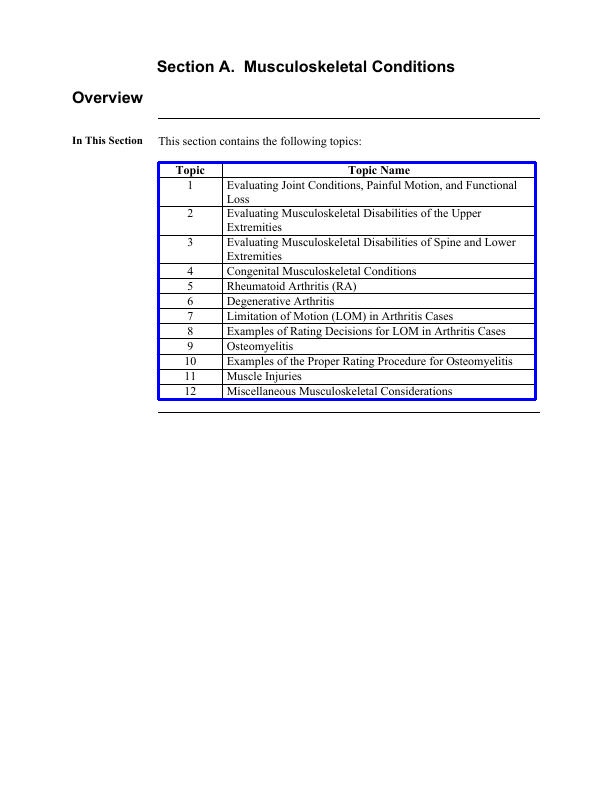 Section A.  Musculoskeletal Conditions
Overview
In This Section
This section contains the following topics:
Topic Topic Name
1 Evaluating Joint Conditions, Painful Motion, and Functional
Loss
2 Evaluating Musculoskeletal Disabilities of the Upper
Extremities
3 Evaluating Musculoskeletal Disabilities of Spine and Lower
Extremities
4 Congenital Musculoskeletal Conditions
5 Rheumatoid Arthritis (RA)
6 Degenerative Arthritis
7 Limitation of Motion (LOM) in Arthritis Cases
8 Examples of Rating Decisions for LOM in Arthritis Cases
9 Osteomyelitis
10 Examples of the Proper Rating Procedure for Osteomyelitis
11 Muscle Injuries
12 Miscellaneous Musculoskeletal Considerations